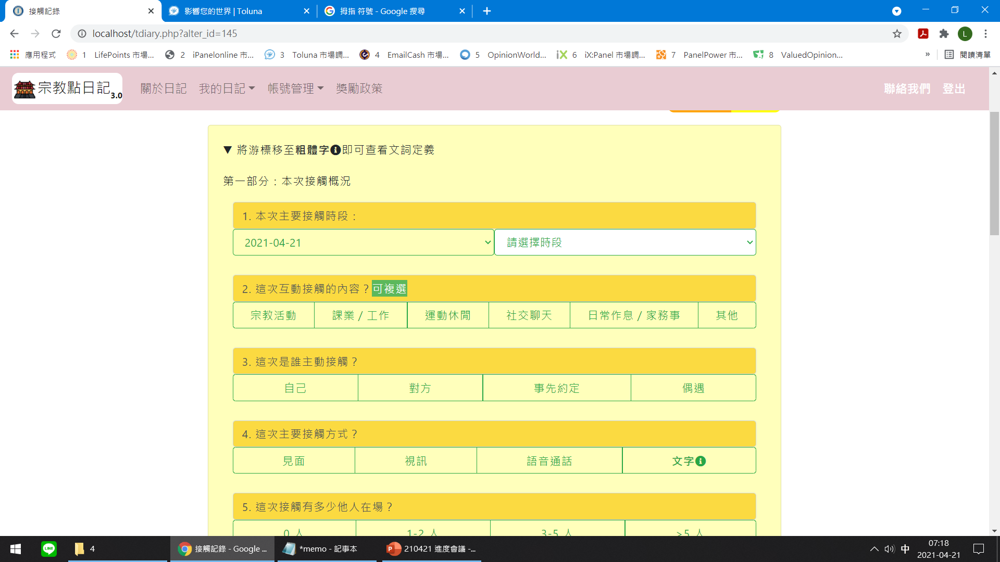 接觸記錄
影響您的世界 | Toluna
拇指 符號 - Google 搜尋
localhost/tdiary.php?alter_id=145
L
應用程式
1 LifePoints 市場...
2 iPanelonline 市...
3 Toluna 市場調...
4 EmailCash 市場...
5 OpinionWorld...
6 iX:Panel 市場調...
7 PanelPower 市...
8 ValuedOpinion...
»
閱讀清單
宗教點日記3.0
關於日記
我的日記
帳號管理
獎勵政策
聯絡我們
登出
▼ 將游標移至粗體字即可查看文詞定義
第一部分：本次接觸概況
1. 本次主要接觸時段：
2021-04-21
請選擇時段
2. 這次互動接觸的內容？可複選
宗教活動
課業 / 工作
運動休閒
社交聊天
日常作息 / 家務事
其他
3. 這次是誰主動接觸？
自己
對方
事先約定
偶遇
4. 這次主要接觸方式？
見面
視訊
語音通話
文字
5. 這次接觸有多少他人在場？
0 人
1-2 人
3-5 人
>5 人
LINE
4
接觸記錄 - Google ...
*memo - 記事本
210421 進度會議 -...
中
07:18
2021-04-21